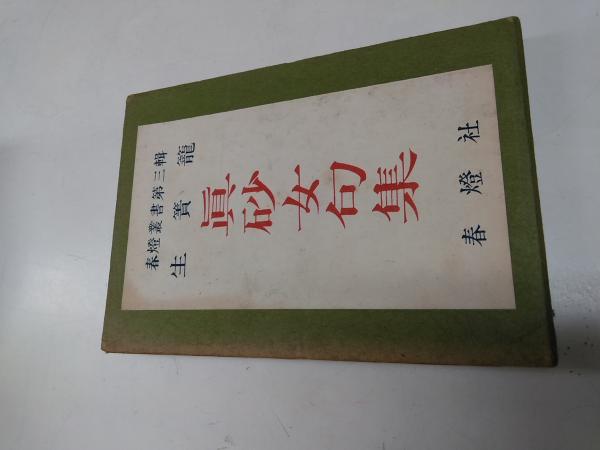 春燈叢書第三輯
生簀籠
眞砂女句集
春燈社